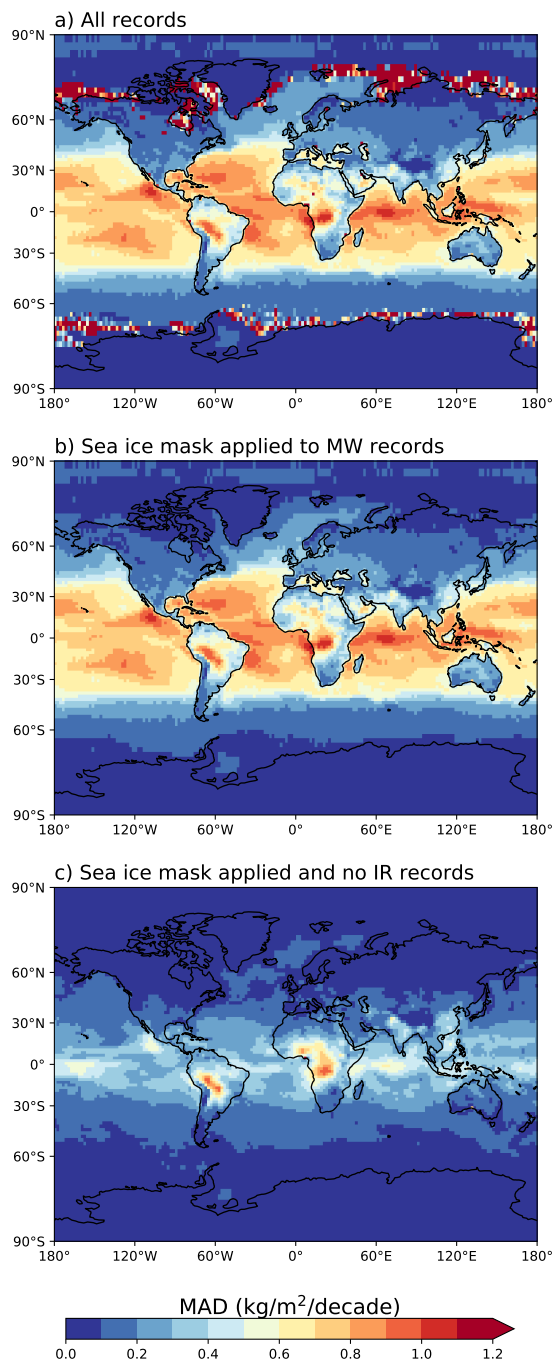 a) All records
90°N
60°N
30°N
0°
30°S
60°S
90°S
180° 120°W 60°W 0° 60°E 120°E 180°
b) Sea ice mask applied to MW records
90°N
60°N
30°N
0°
30°S
60°S
90°S
180° 120°W 60°W 0° 60°E 120°E 180°
c) Sea ice mask applied and no IR records
90°N
60°N
30°N
0°
30°S
60°S
90°S
180° 120°W 60°W 0° 60°E 120°E 180°
MAD (kg/m²/decade)
0.0 0.2 0.4 0.6 0.8 1.0 1.2